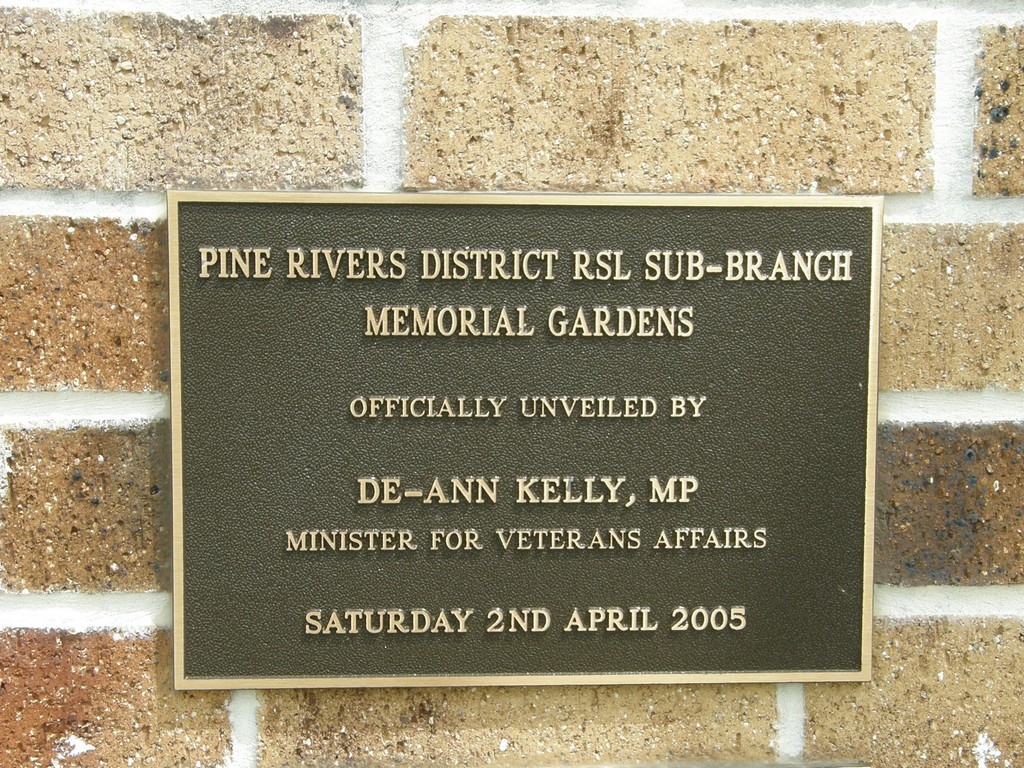 PINE RIVERS DISTRICT RSL SUB-BRANCH
MEMORIAL GARDENS
OFFICIALLY UNVEILED BY
DE-ANN KELLY, MP
MINISTER FOR VETERANS AFFAIRS
SATURDAY 2ND APRIL 2005